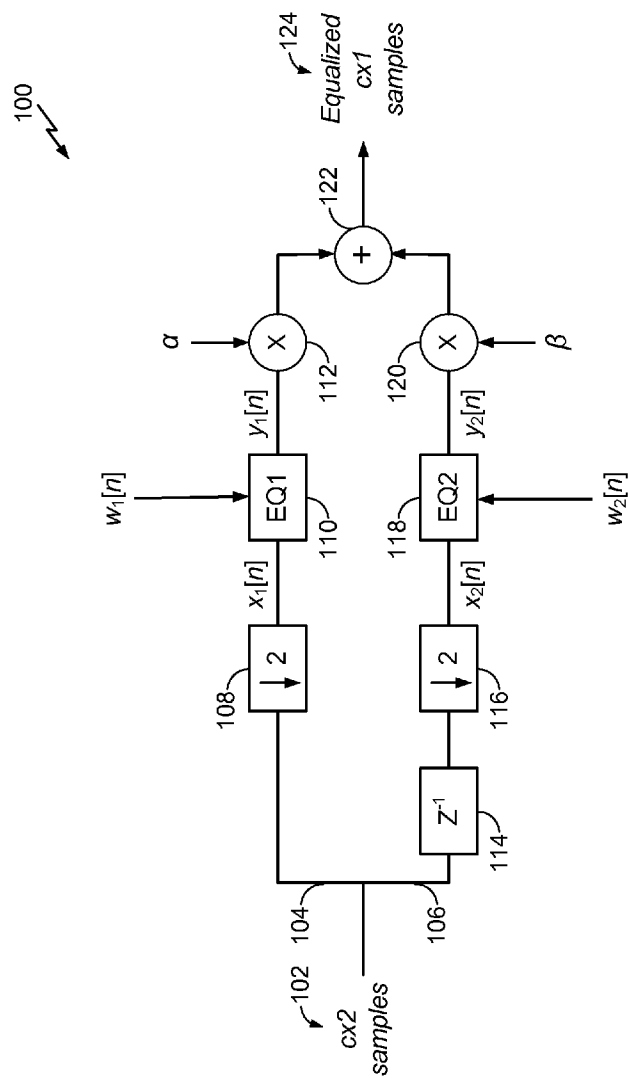 100
124
Equalized
cx1
samples
122
α
112
y₁[n]
w₁[n]
EQ1
110
x₁[n]
↓ 2
108
+
X
120
β
y₂[n]
EQ2
118
w₂[n]
x₂[n]
↓ 2
116
Z⁻¹
114
104
106
102
cx2
samples
X